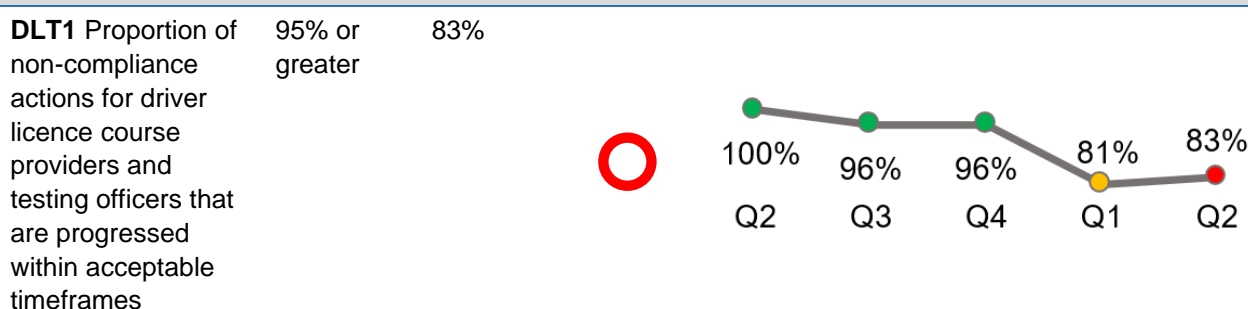 DLT1 Proportion of
non-compliance
actions for driver
licence course
providers and
testing officers that
are progressed
within acceptable
timeframes
95% or
greater
83%
100% 96% 96% 81% 83%
Q2 Q3 Q4 Q1 Q2